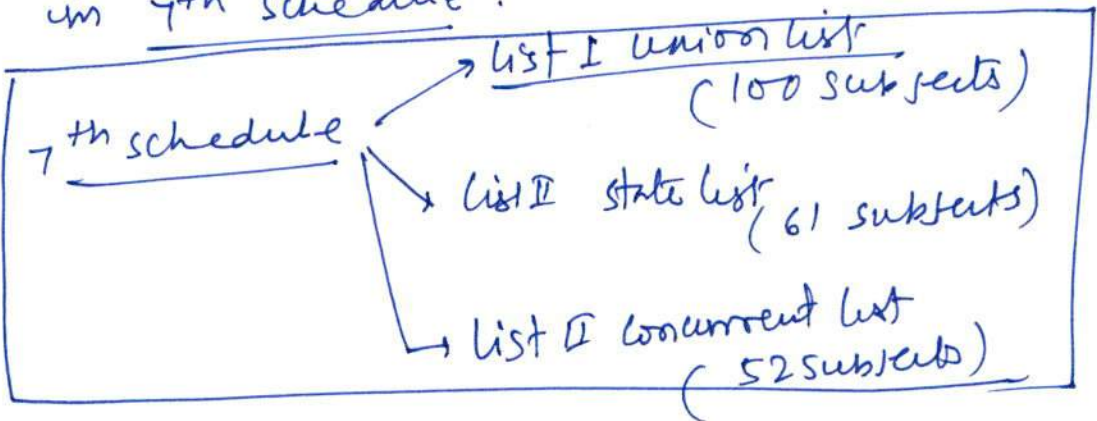 in 7th schedule.
7th schedule
List I union list
(100 subjects)
List II state list
(61 subjects)
List II concurrent list
(52 subjects)